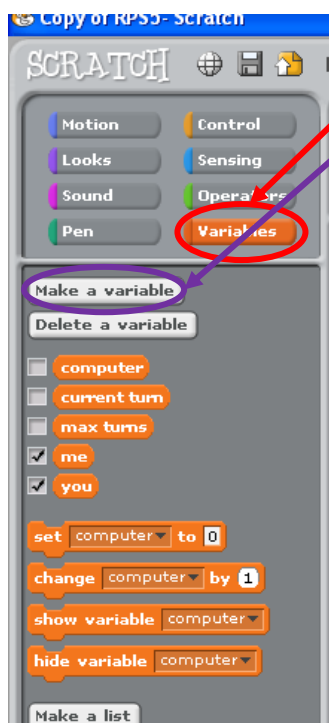 Copy of RPS5- Scratch
SCRATCH
Motion Control
Looks Sensing
Sound Operators
Pen Variables
Make a variable
Delete a variable
computer
current turn
max turns
me
you
set computer to 0
change computer by 1
show variable computer
hide variable computer
Make a list